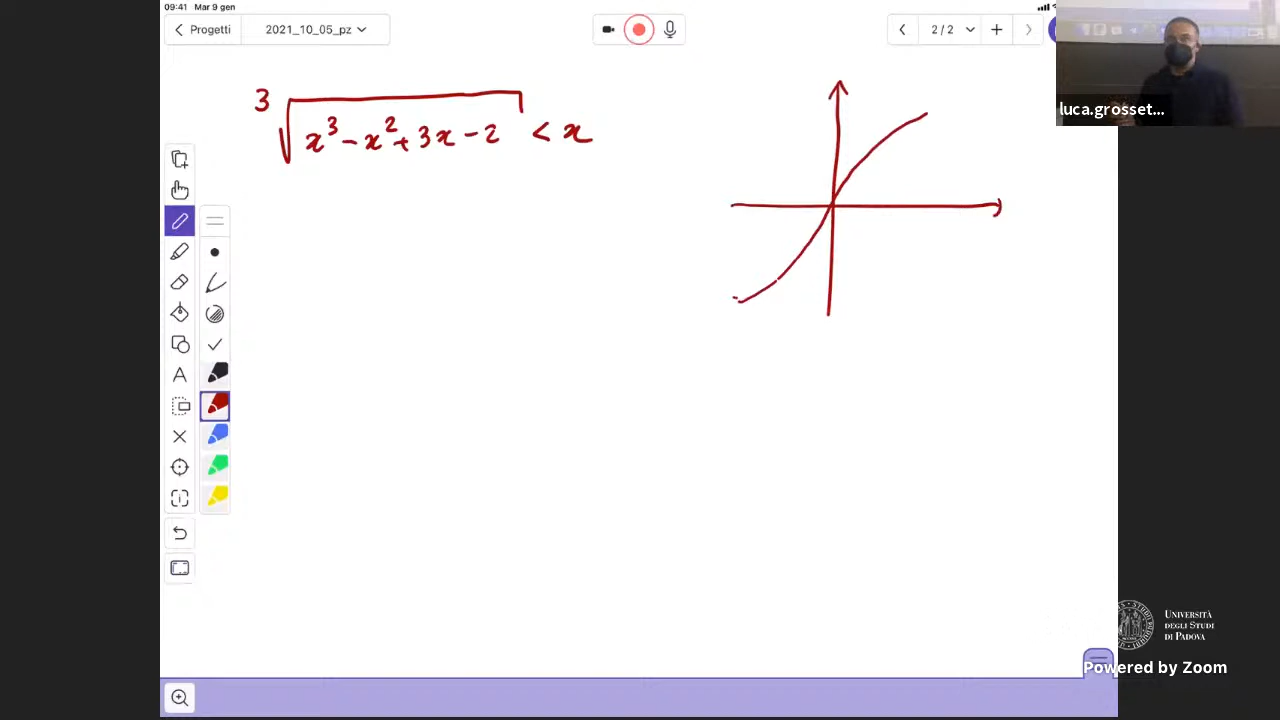 09:41 Mar 9 gen
Progetti
2021_10_05_pz
2/2
luca.grosset...
∛(x³ - x² + 3x - 2) < x
A
UNIVERSITÀ
DEGLI STUDI
DI PADOVA
Powered by Zoom